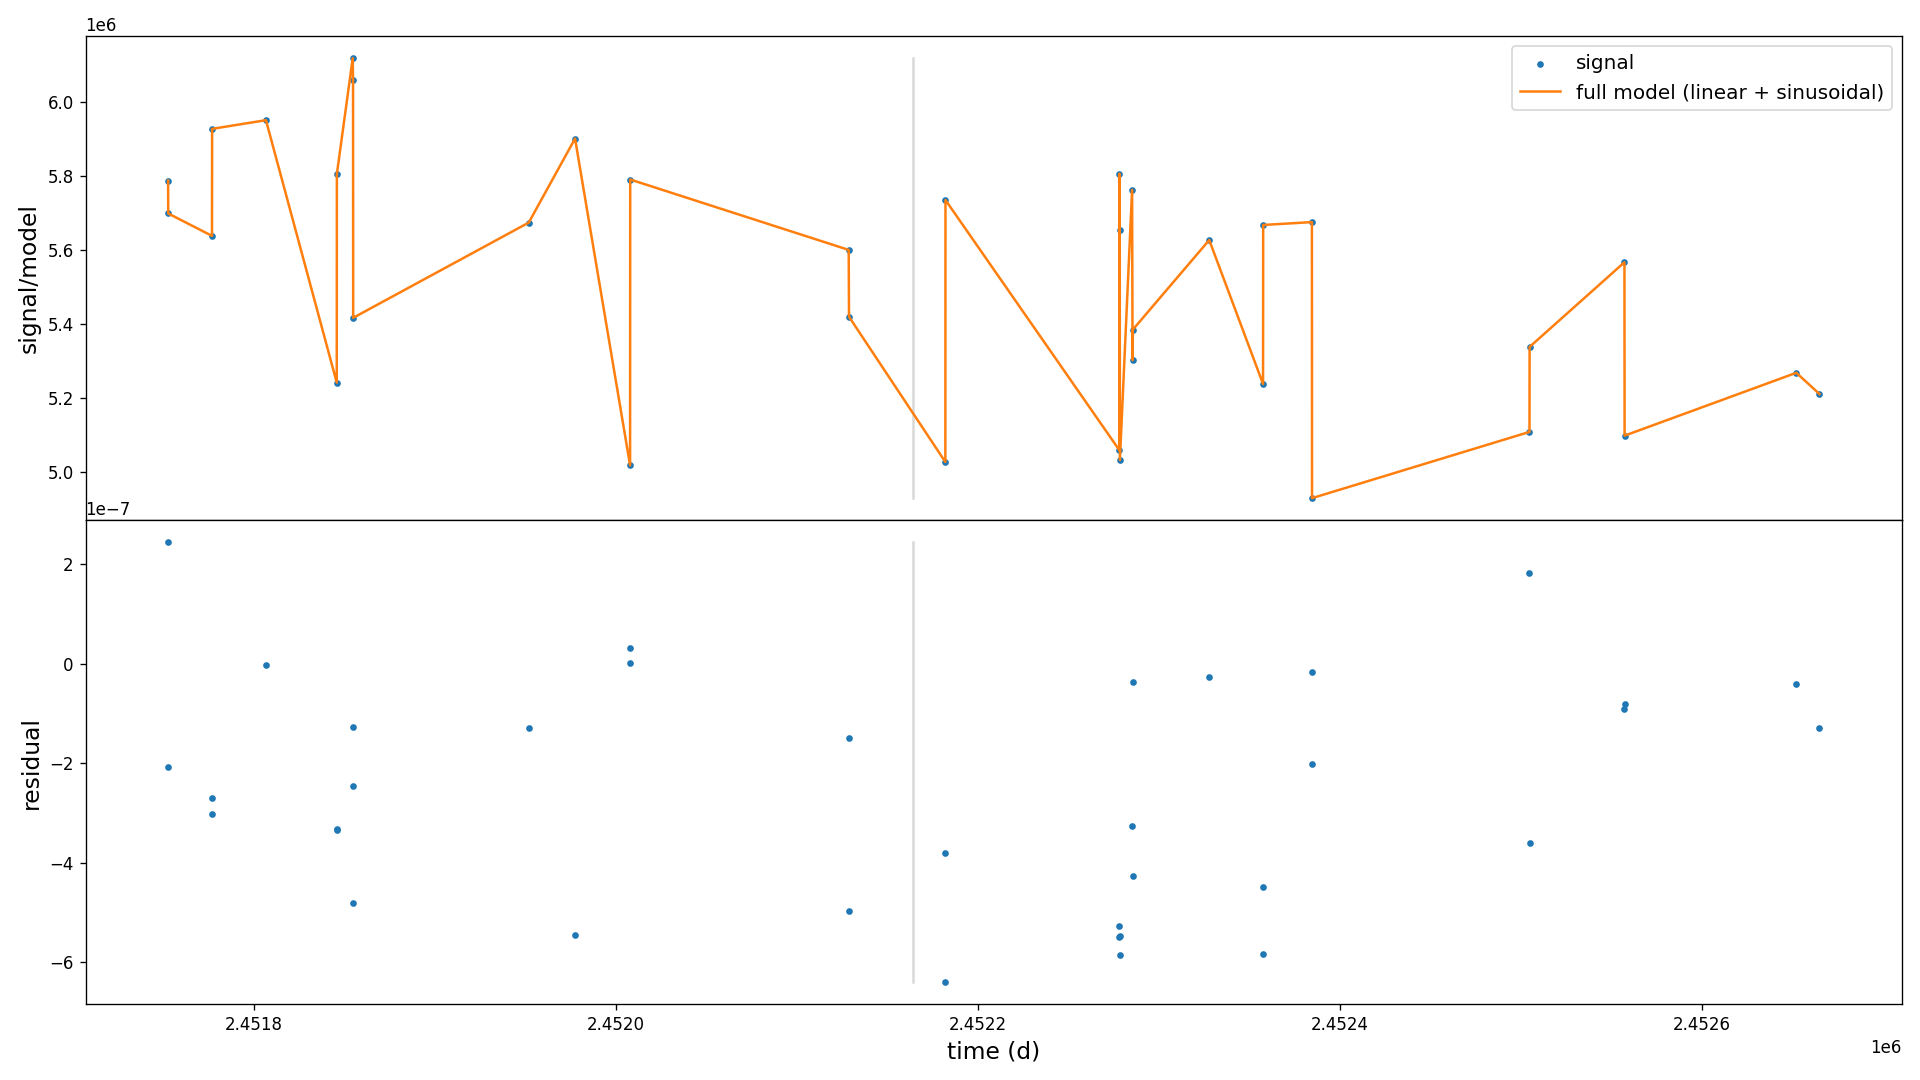 1e6
signal
full model (linear + sinusoidal)
6.0
5.8
5.6
5.4
5.2
5.0
signal/model
1e−7
2
0
−2
−4
−6
residual
2.4518 2.4520 2.4522 2.4524 2.4526
time (d)
1e6